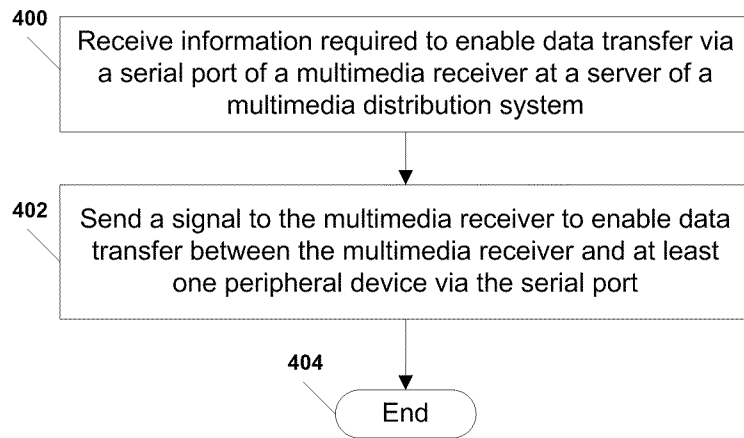 400
Receive information required to enable data transfer via
a serial port of a multimedia receiver at a server of a
multimedia distribution system
402
Send a signal to the multimedia receiver to enable data
transfer between the multimedia receiver and at least
one peripheral device via the serial port
404
End